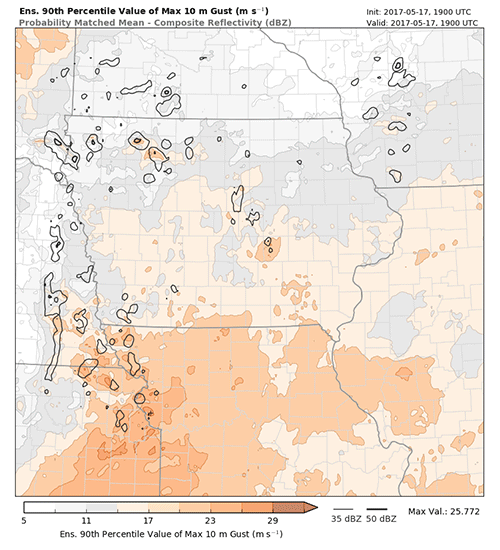 Ens. 90th Percentile Value of Max 10 m Gust (m s⁻¹) Init: 2017-05-17, 1900 UTC
Probability Matched Mean - Composite Reflectivity (dBZ) Valid: 2017-05-17, 1900 UTC
5 11 17 23 29
35 dBZ 50 dBZ
Max Val.: 25.772
Ens. 90th Percentile Value of Max 10 m Gust (m s⁻¹)